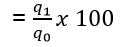 = q₁/q₀ x 100